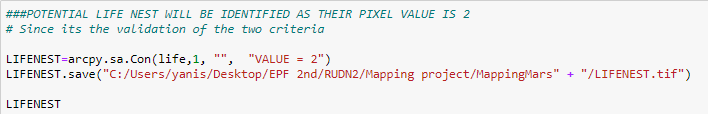 ###POTENTIAL LIFE NEST WILL BE IDENTIFIED AS THEIR PIXEL VALUE IS 2
# Since its the validation of the two criteria
LIFENEST=arcpy.sa.Con(life,1, "",  "VALUE = 2")
LIFENEST.save("C:/Users/yanis/Desktop/EPF 2nd/RUDN2/Mapping project/MappingMars" + "/LIFENEST.tif")
LIFENEST